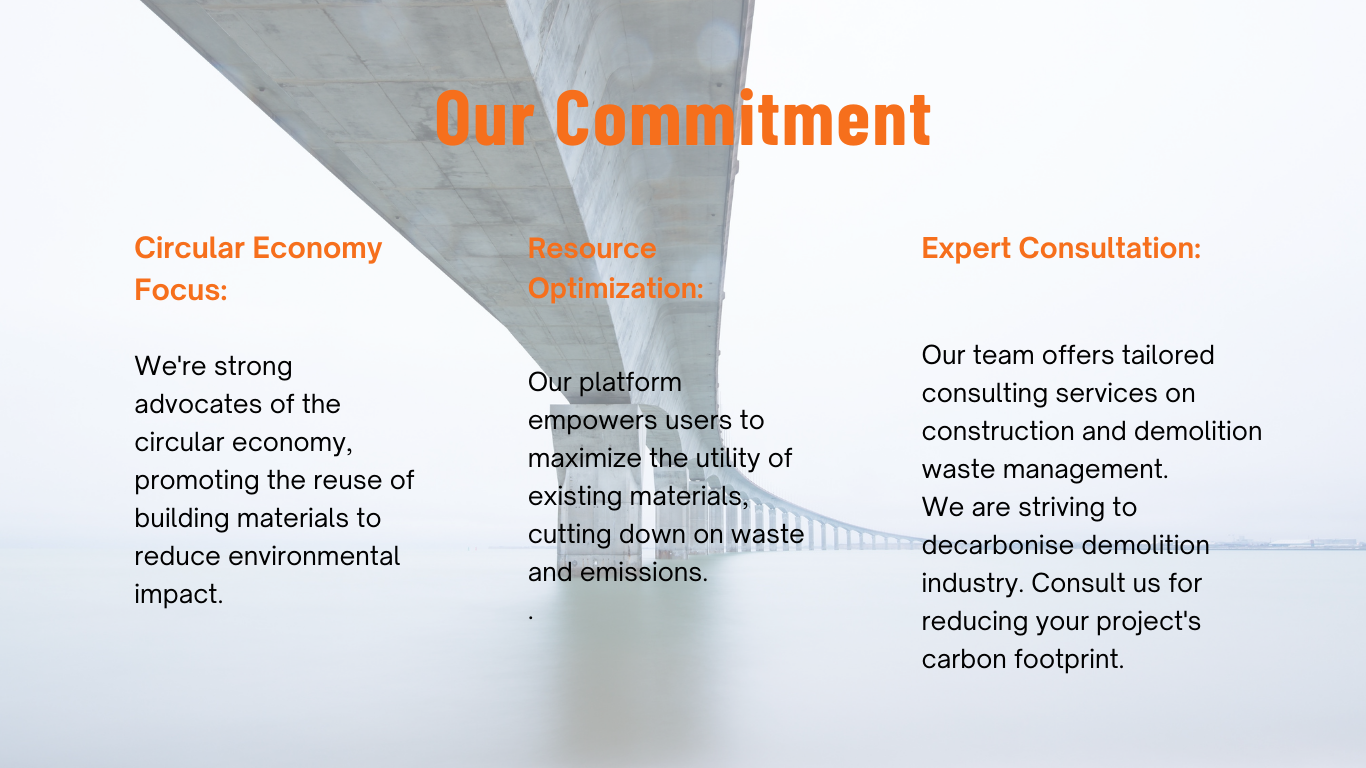 Our Commitment
Circular Economy
Focus:
We're strong
advocates of the
circular economy,
promoting the reuse of
building materials to
reduce environmental
impact.
Resource
Optimization:
Our platform
empowers users to
maximize the utility of
existing materials,
cutting down on waste
and emissions.
.
Expert Consultation:
Our team offers tailored
consulting services on
construction and demolition
waste management.
We are striving to
decarbonise demolition
industry. Consult us for
reducing your project's
carbon footprint.